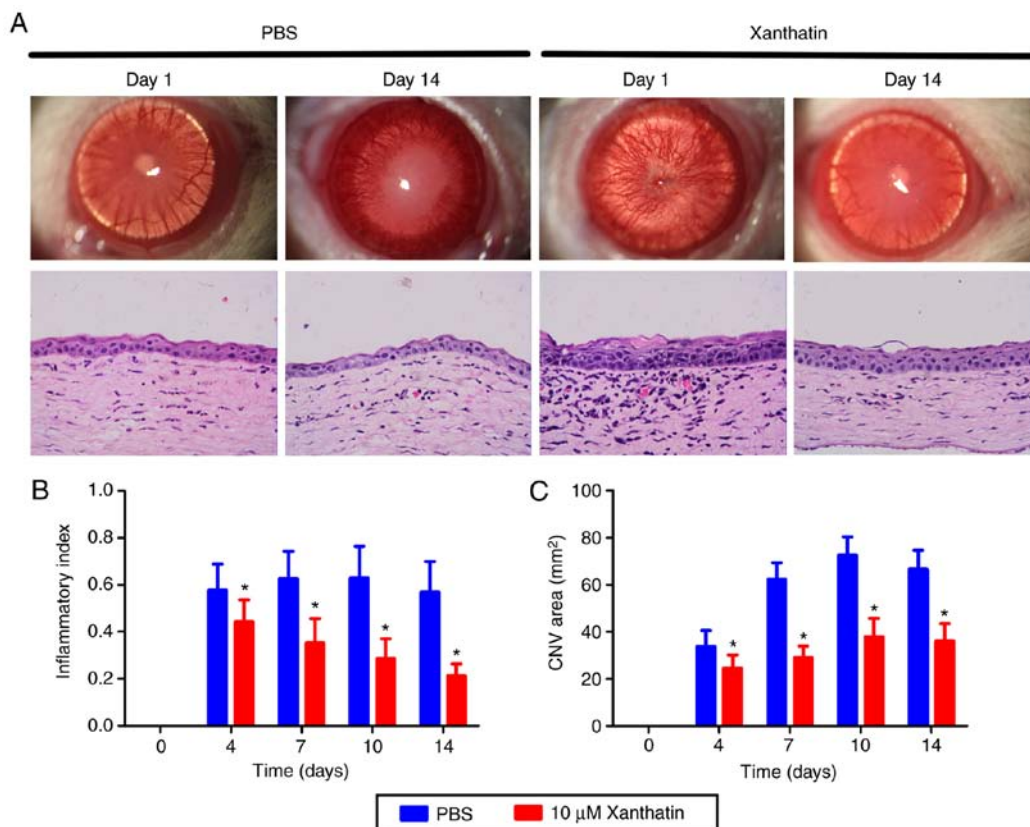 A
PBS
Xanthatin
Day 1
Day 14
Day 1
Day 14
B
Inflammatory index
1.0
0.8
0.6
0.4
0.2
0.0
* * * *
0 4 7 10 14
Time (days)
C
CNV area (mm²)
100
80
60
40
20
0
* * * *
0 4 7 10 14
Time (days)
PBS
10 μM Xanthatin